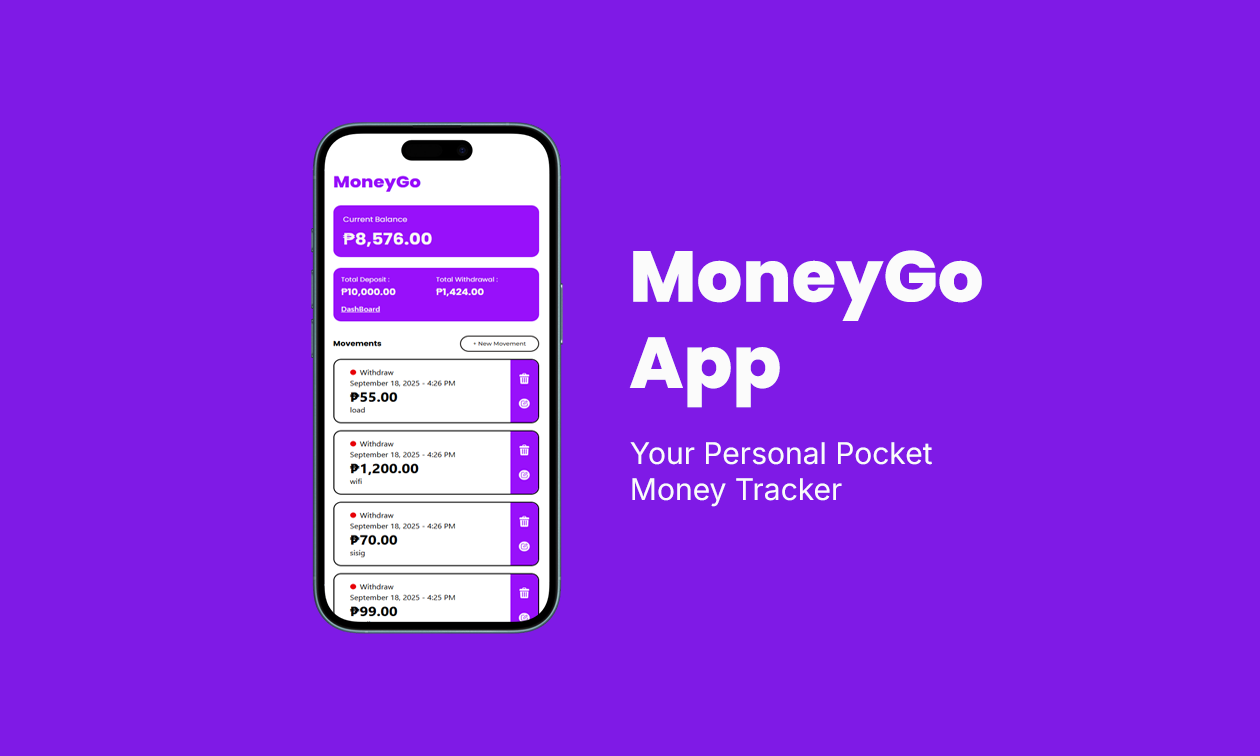 MoneyGo
Current Balance
₱8,576.00
Total Deposit :
₱10,000.00
Total Withdrawal :
₱1,424.00
DashBoard
Movements
+ New Movement
Withdraw
September 18, 2025 - 4:26 PM
₱55.00
load
Withdraw
September 18, 2025 - 4:26 PM
₱1,200.00
wifi
Withdraw
September 18, 2025 - 4:26 PM
₱70.00
sisig
Withdraw
September 18, 2025 - 4:25 PM
₱99.00
MoneyGo
App
Your Personal Pocket
Money Tracker